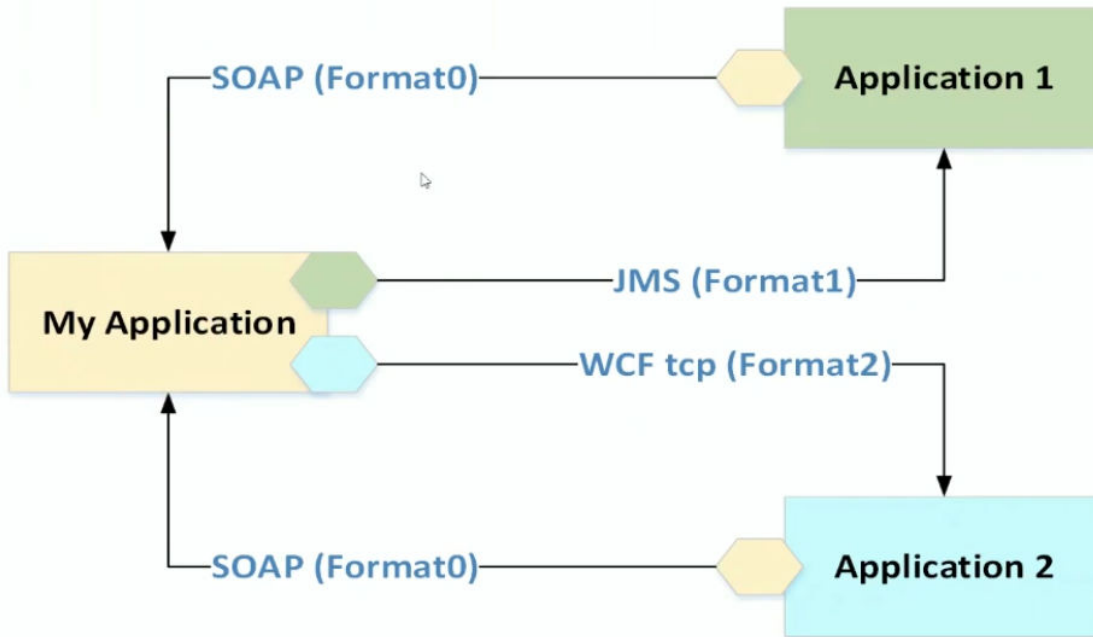 SOAP (Format0)
Application 1
JMS (Format1)
My Application
WCF tcp (Format2)
SOAP (Format0)
Application 2